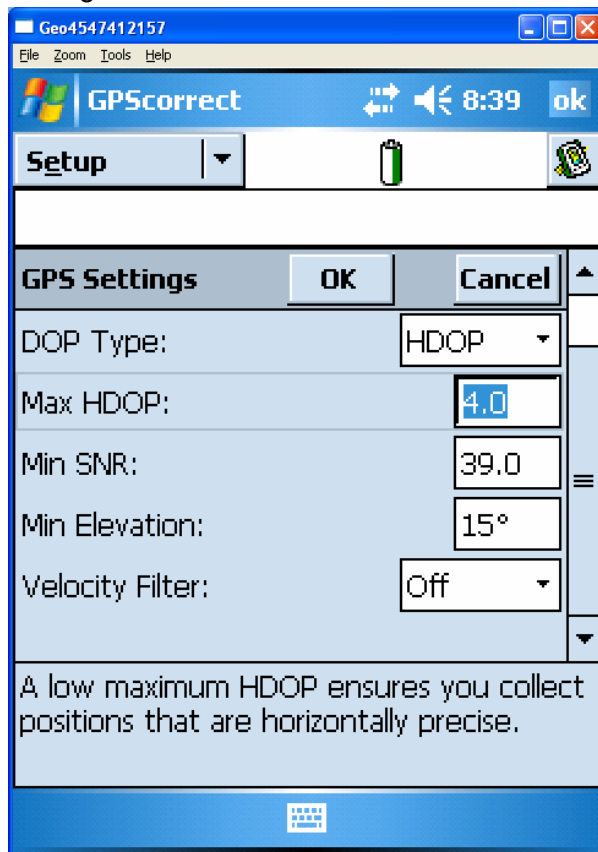 Geo4547412157
File Zoom Tools Help
GPScorrect 8:39 ok
Setup
GPS Settings OK Cancel
DOP Type: HDOP
Max HDOP: 4.0
Min SNR: 39.0
Min Elevation: 15°
Velocity Filter: Off
A low maximum HDOP ensures you collect
positions that are horizontally precise.